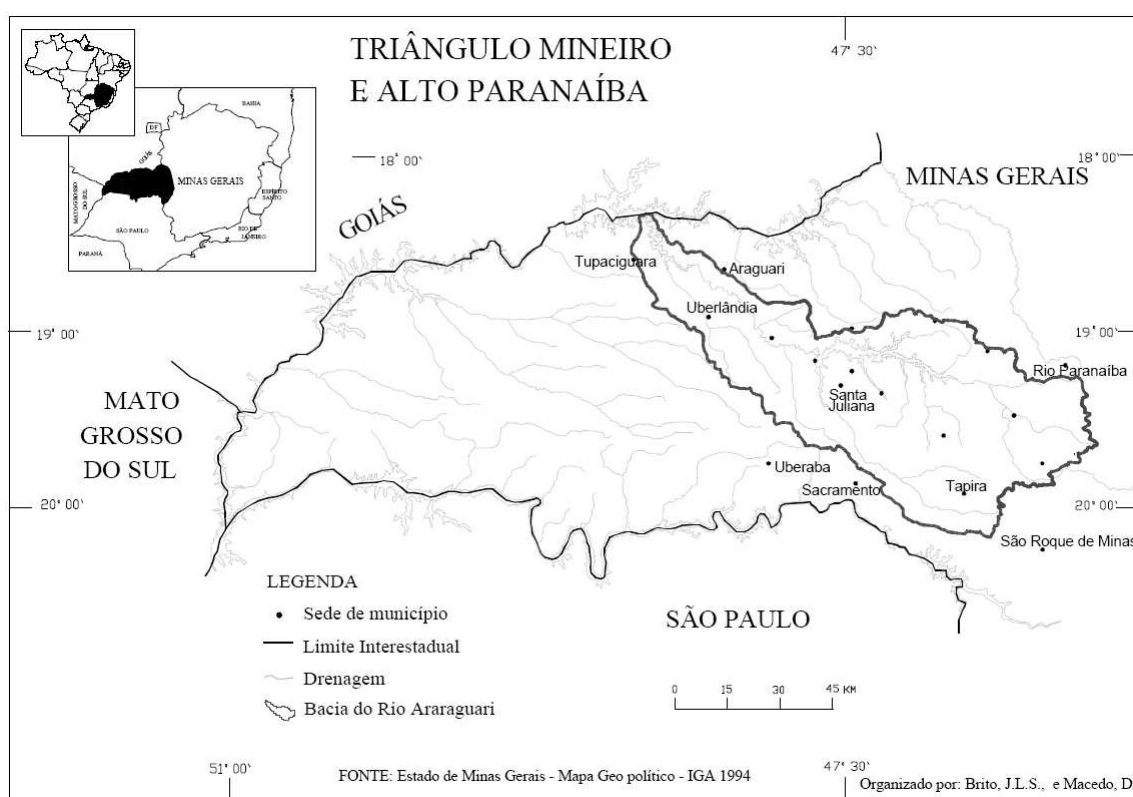 TRIÂNGULO MINEIRO
E ALTO PARANAÍBA
47° 30‘
BAHIA
DF
GOIÁS
MINAS GERAIS
MATO GROSSO
DO SUL
ESPÍRITO
SANTO
SÃO PAULO
RIO DE
JANEIRO
PARANÁ
18° 00‘
18° 00‘
MINAS GERAIS
GOIÁS
Tupaciguara
Araguari
Uberlândia
19° 00‘
19° 00‘
Rio Paranaíba
Santa
Juliana
MATO
GROSSO
DO SUL
Uberaba
Sacramento
Tapira
20° 00‘
20° 00‘
São Roque de Minas
LEGENDA
Sede de município
Limite Interestadual
Drenagem
Bacia do Rio Araraguari
SÃO PAULO
0 15 30 45 KM
51° 00‘
47° 30‘
FONTE: Estado de Minas Gerais - Mapa Geo político - IGA 1994
Organizado por: Brito, J.L.S., e Macedo, D